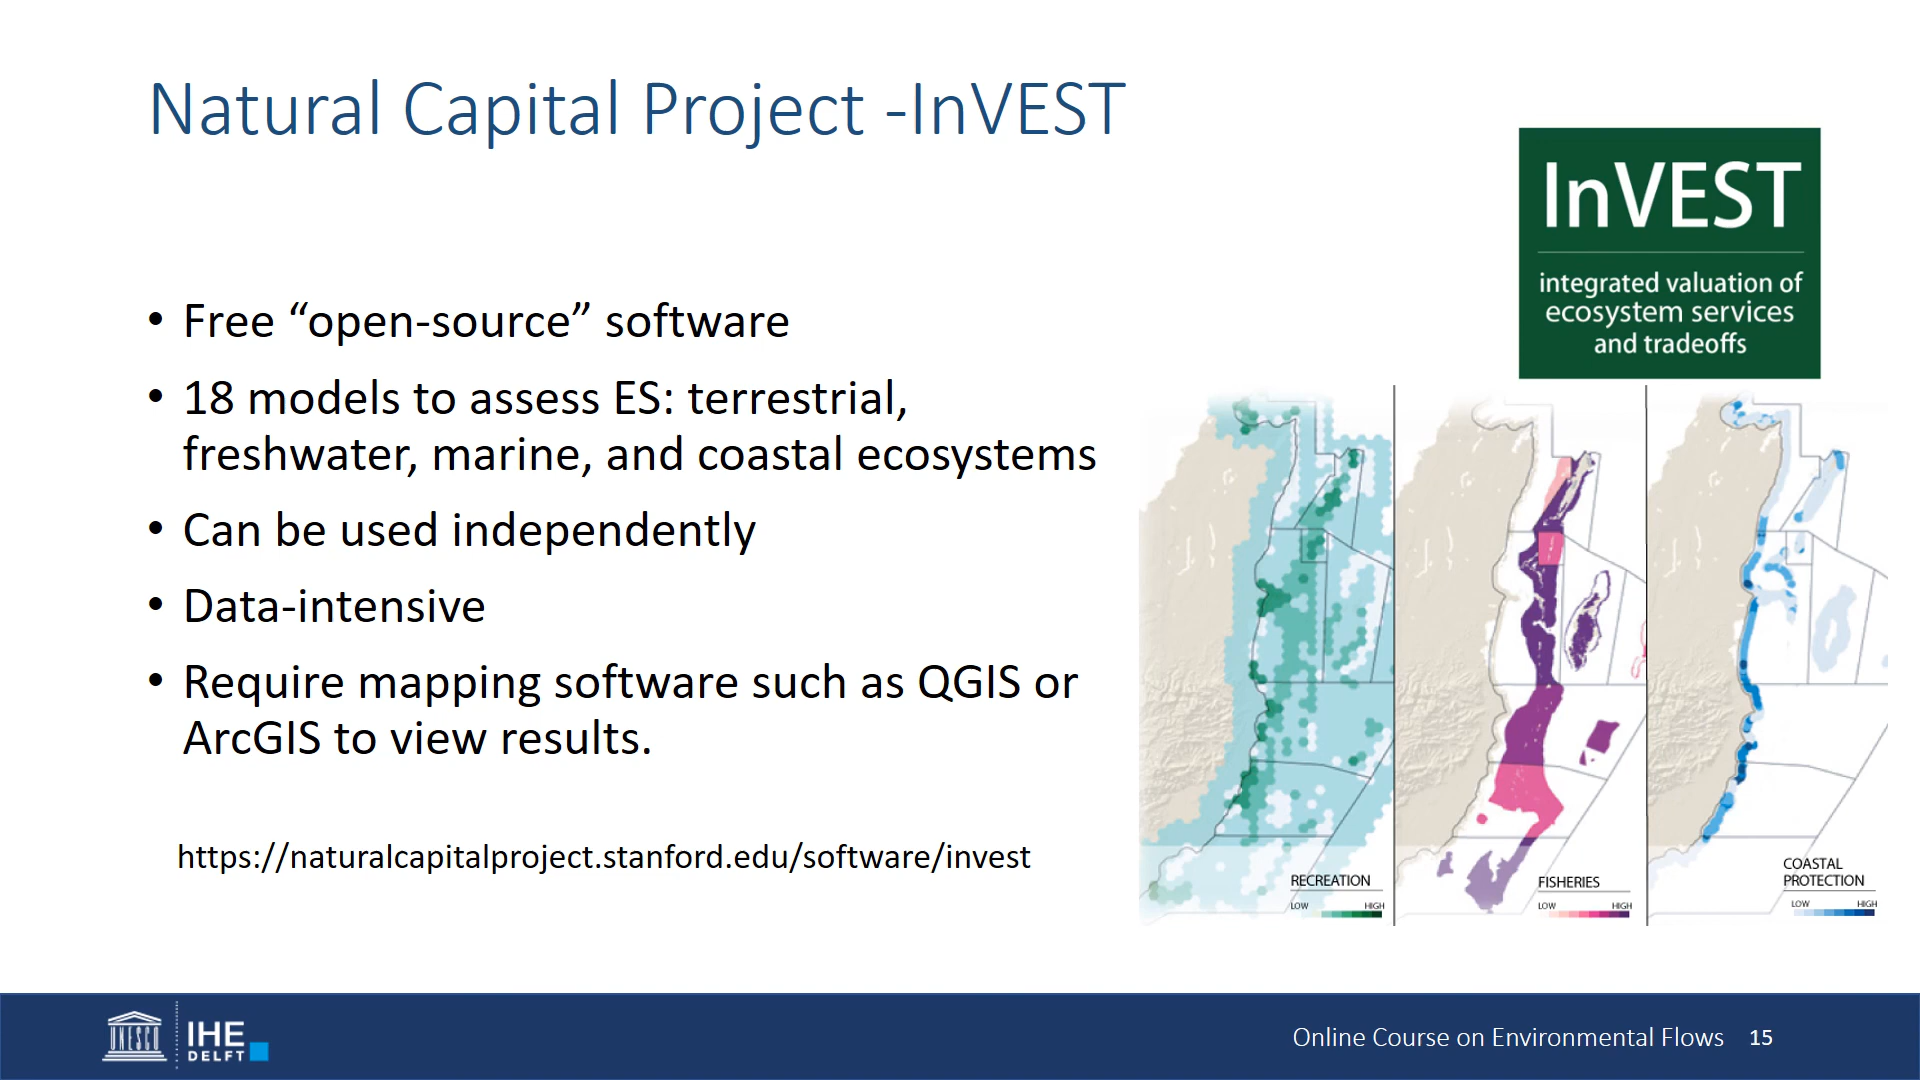 Natural Capital Project -InVEST
InVEST
integrated valuation of
ecosystem services
and tradeoffs
• Free “open-source” software
• 18 models to assess ES: terrestrial,
freshwater, marine, and coastal ecosystems
• Can be used independently
• Data-intensive
• Require mapping software such as QGIS or
ArcGIS to view results.
https://naturalcapitalproject.stanford.edu/software/invest
RECREATION
LOW HIGH
FISHERIES
LOW HIGH
COASTAL
PROTECTION
LOW HIGH
UNESCO
IHE
DELFT
Online Course on Environmental Flows 15